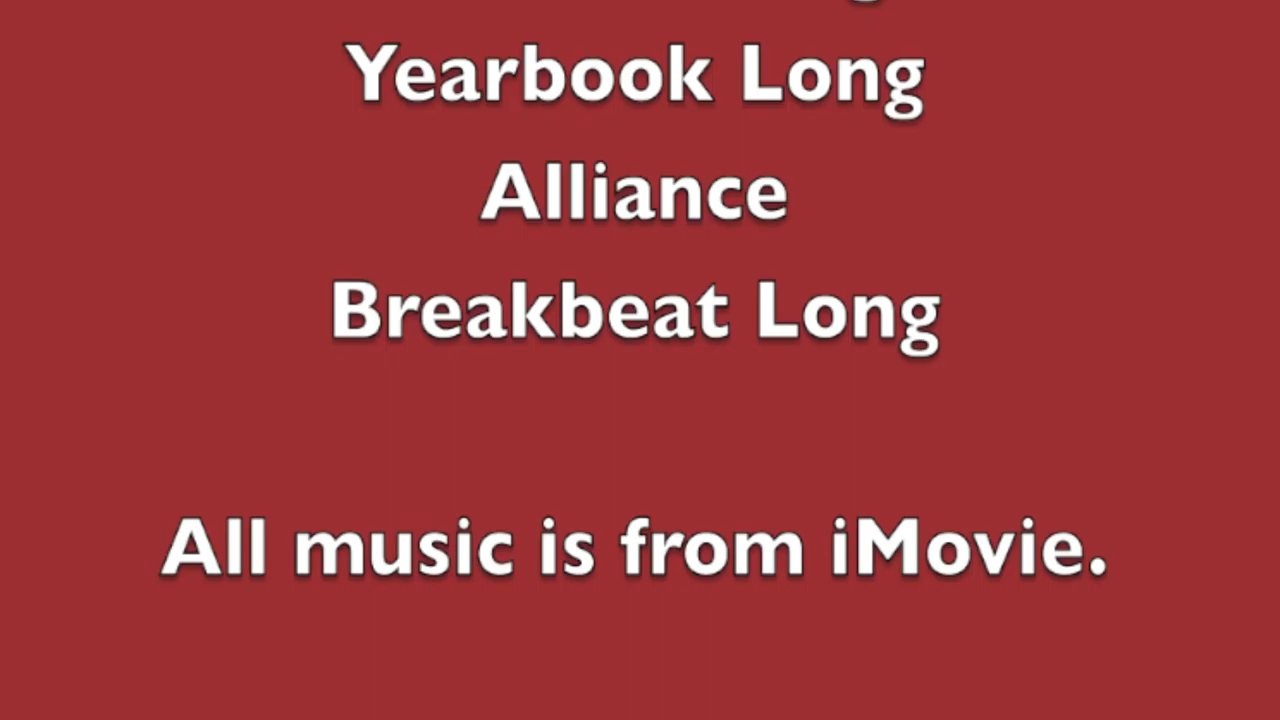 Yearbook Long
Alliance
Breakbeat Long
All music is from iMovie.